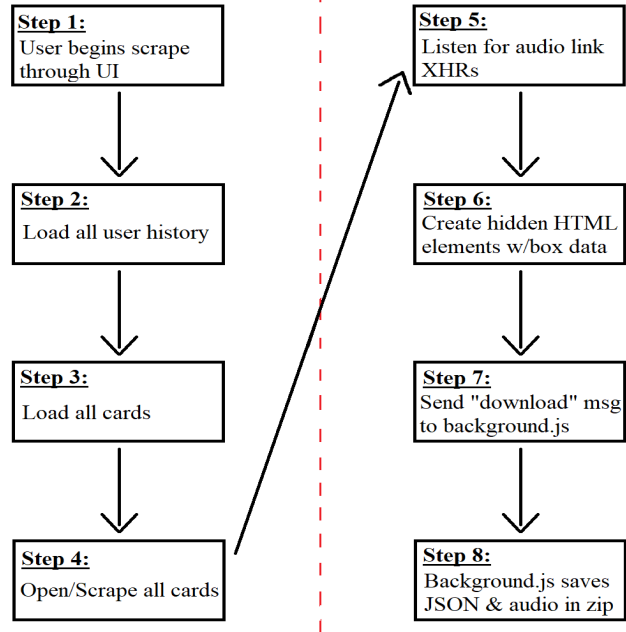 Step 1:
User begins scrape
through UI
Step 2:
Load all user history
Step 3:
Load all cards
Step 4:
Open/Scrape all cards
Step 5:
Listen for audio link
XHRs
Step 6:
Create hidden HTML
elements w/box data
Step 7:
Send "download" msg
to background.js
Step 8:
Background.js saves
JSON & audio in zip